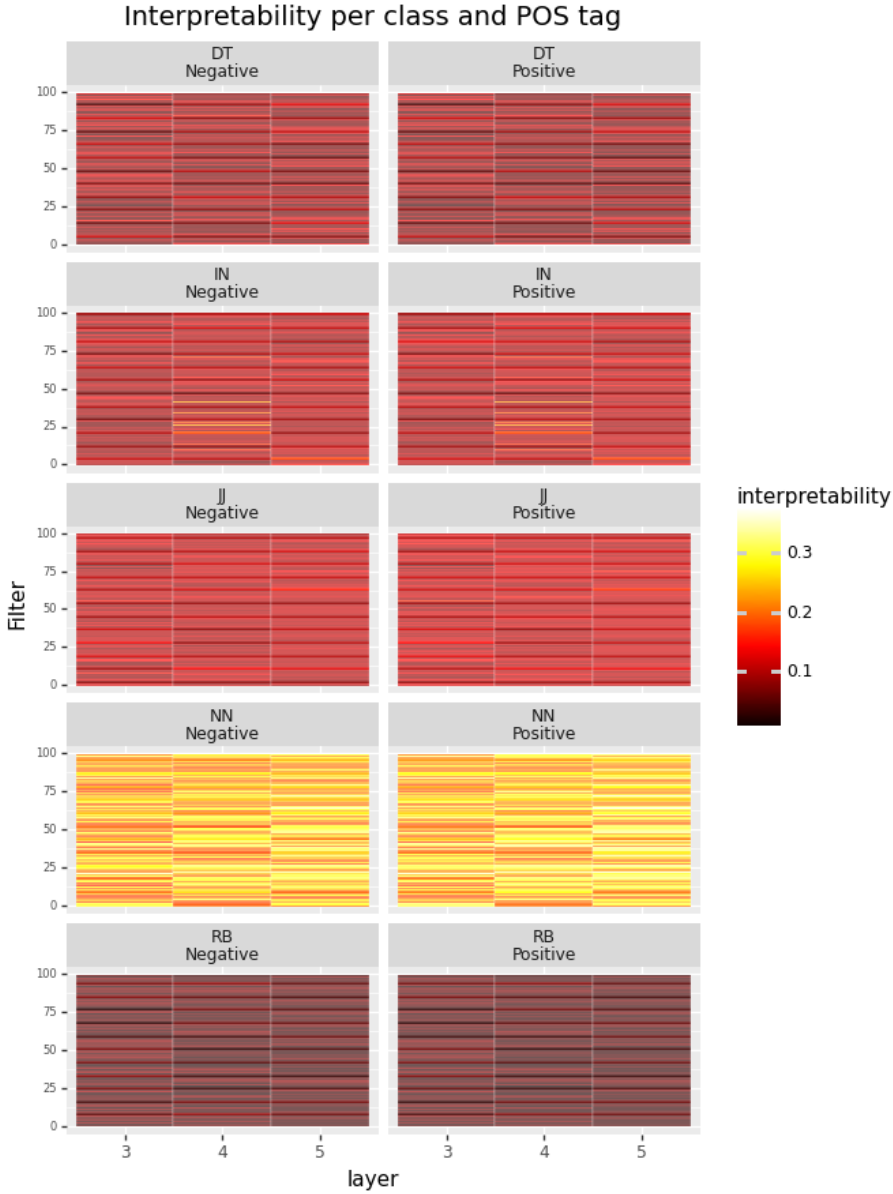 Interpretability per class and POS tag
DT
Negative
DT
Positive
100
75
50
25
0
IN
Negative
IN
Positive
100
75
50
25
0
JJ
Negative
JJ
Positive
100
75
50
25
0
NN
Negative
NN
Positive
100
75
50
25
0
RB
Negative
RB
Positive
100
75
50
25
0
3 4 5 3 4 5
layer
Filter
interpretability
0.3
0.2
0.1